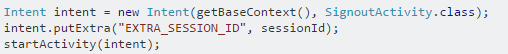 Intent intent = new Intent(getBaseContext(), SignoutActivity.class);
intent.putExtra("EXTRA_SESSION_ID", sessionId);
startActivity(intent);